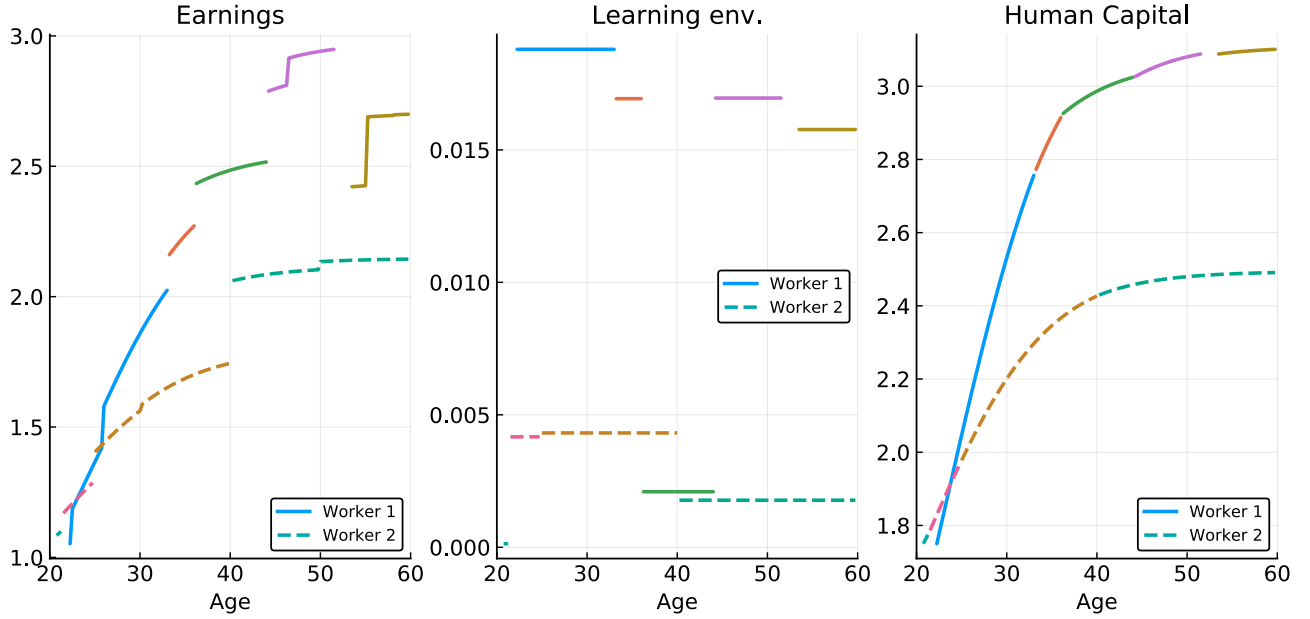 Earnings
3.0
2.5
2.0
1.5
1.0
20 30 40 50 60
Age
Worker 1
Worker 2
Learning env.
0.015
0.010
0.005
0.000
20 30 40 50 60
Age
Worker 1
Worker 2
Human Capital
3.0
2.8
2.6
2.4
2.2
2.0
1.8
20 30 40 50 60
Age
Worker 1
Worker 2